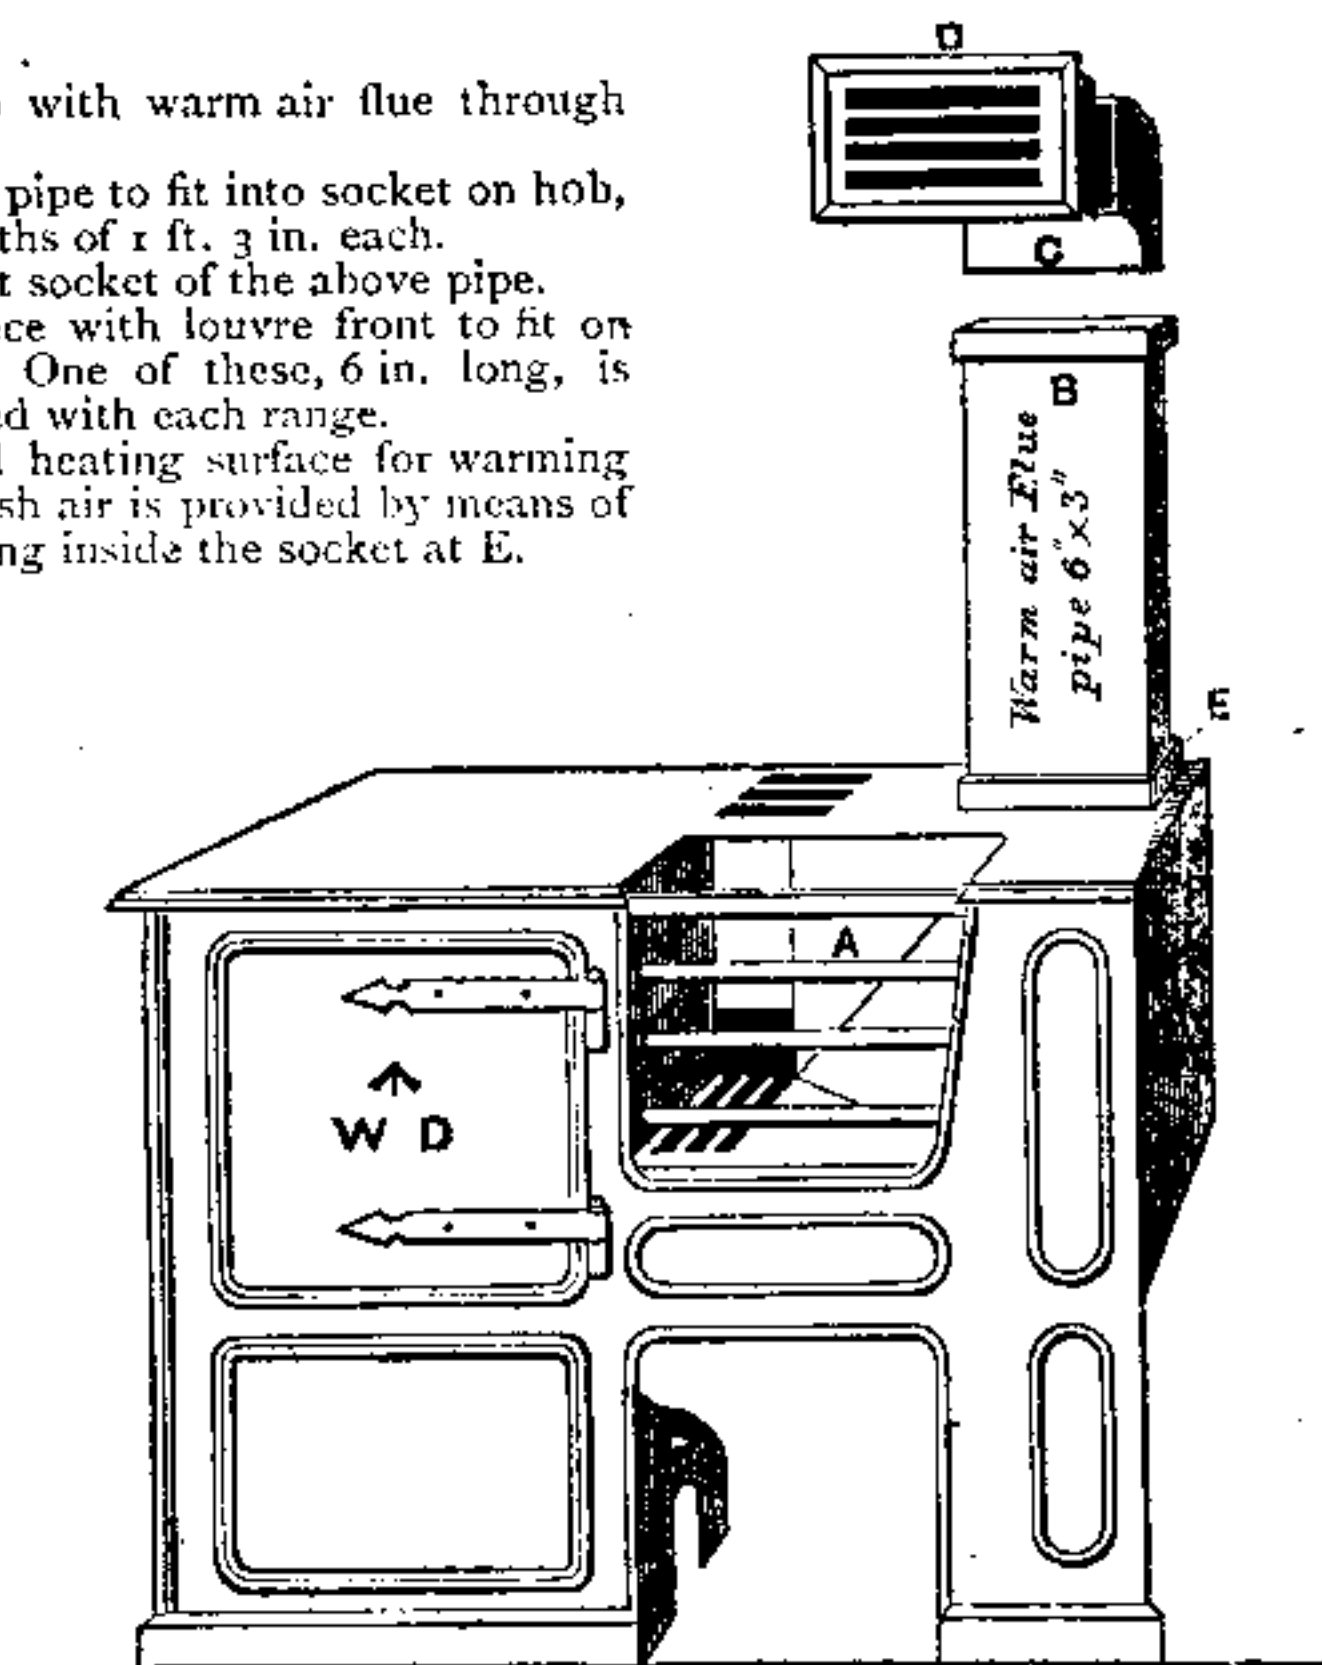 with warm air flue through
pipe to fit into socket on hob,
ths of 1 ft. 3 in. each.
t socket of the above pipe.
ce with louvre front to fit on
One of these, 6 in. long, is
ed with each range.
l heating surface for warming
sh air is provided by means of
ng inside the socket at E.
D
C
B
Warm air Flue
pipe 6"x3"
E
A
W D